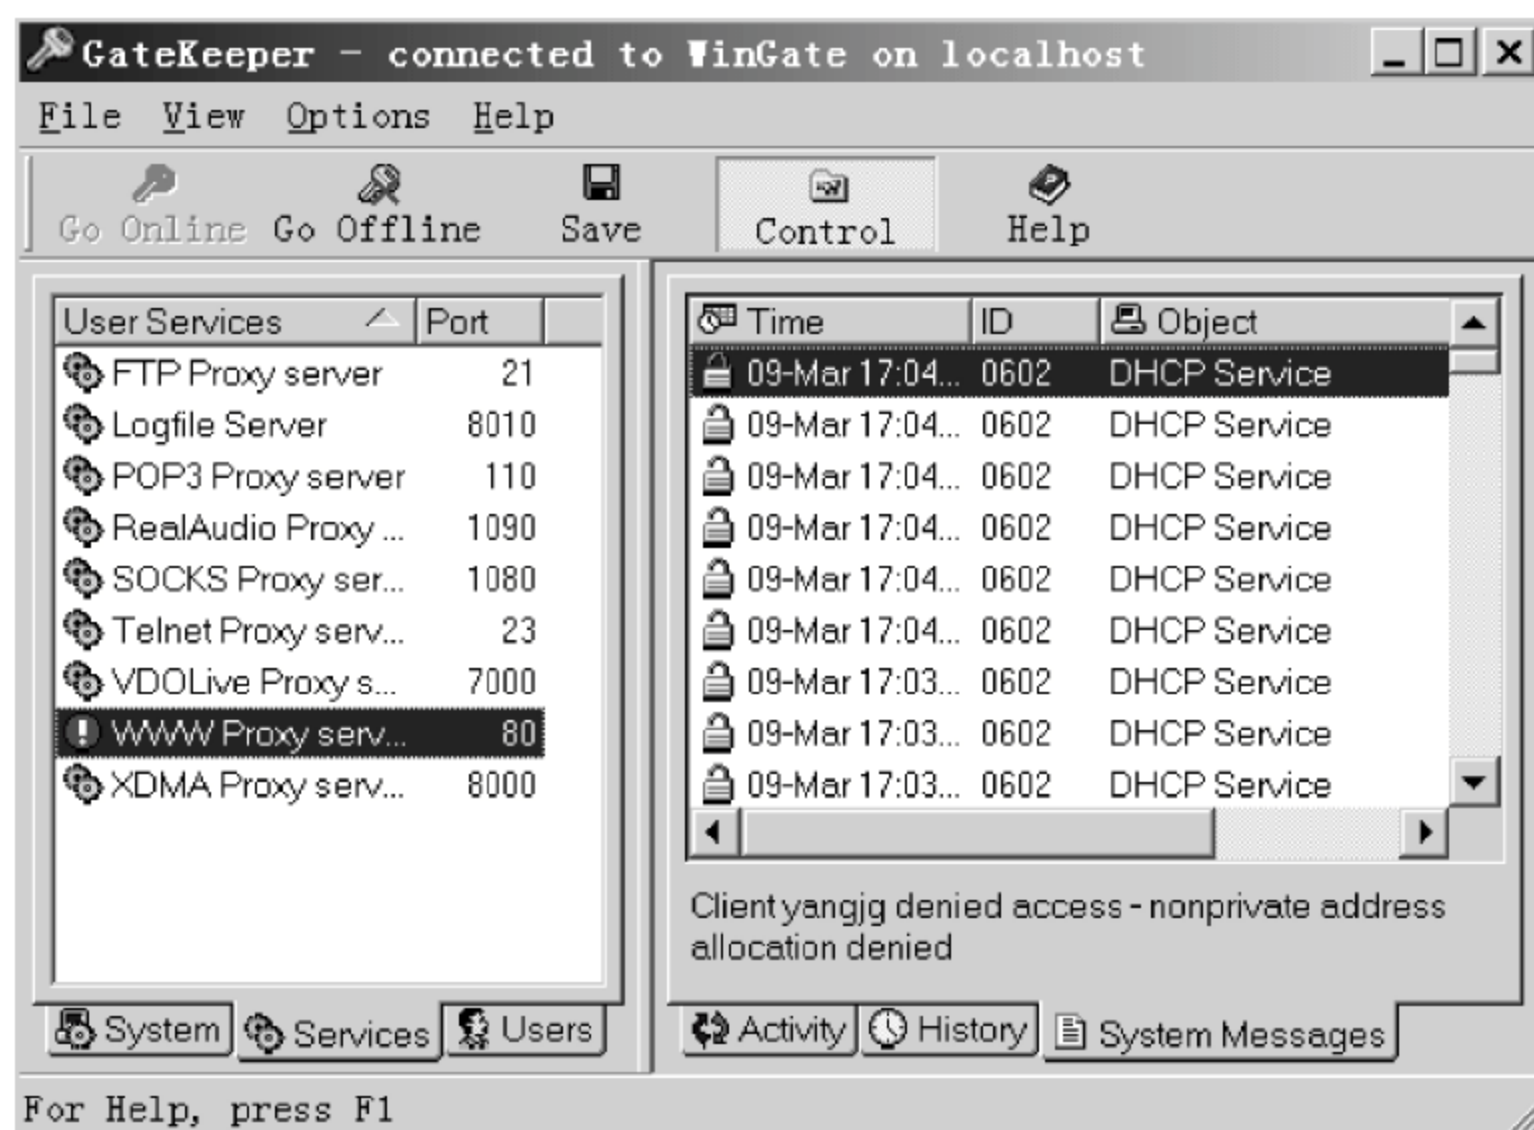 GateKeeper - connected to WinGate on localhost
File View Options Help
Go Online Go Offline Save Control Help
User Services Port
FTP Proxy server 21
Logfile Server 8010
POP3 Proxy server 110
RealAudio Proxy ... 1090
SOCKS Proxy ser... 1080
Telnet Proxy serv... 23
VDOLive Proxy s... 7000
WWW Proxy serv... 80
XDMA Proxy serv... 8000
System Services Users
Time ID Object
09-Mar 17:04... 0602 DHCP Service
09-Mar 17:04... 0602 DHCP Service
09-Mar 17:04... 0602 DHCP Service
09-Mar 17:04... 0602 DHCP Service
09-Mar 17:04... 0602 DHCP Service
09-Mar 17:04... 0602 DHCP Service
09-Mar 17:03... 0602 DHCP Service
09-Mar 17:03... 0602 DHCP Service
09-Mar 17:03... 0602 DHCP Service
Client yangjg denied access - nonprivate address
allocation denied
Activity History System Messages
For Help, press F1